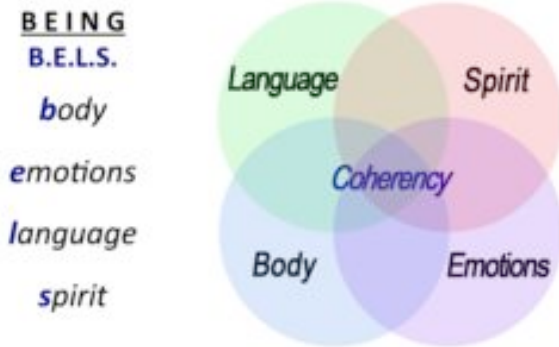 BEING
B.E.L.S.
body
emotions
language
spirit
Language
Spirit
Coherency
Body
Emotions